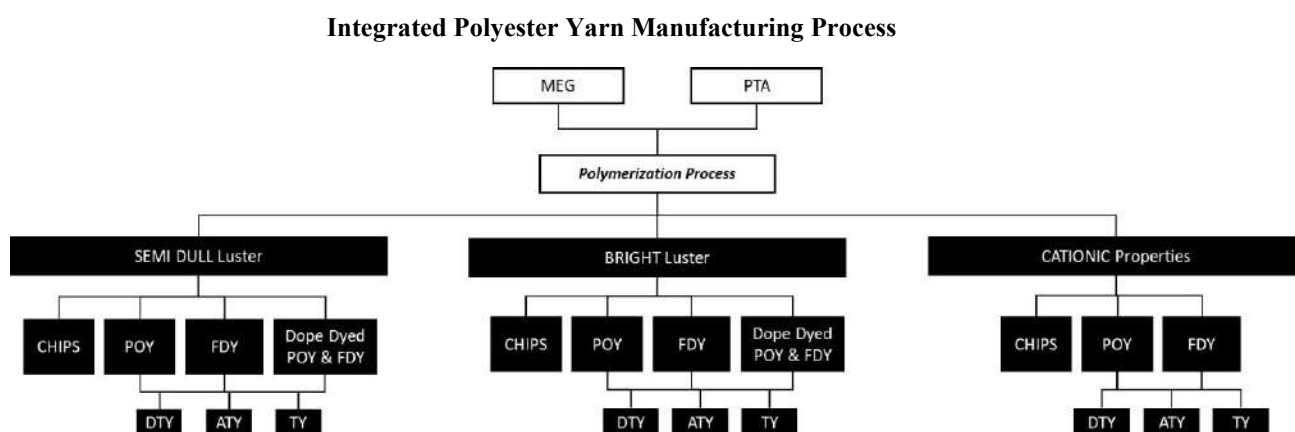 Integrated Polyester Yarn Manufacturing Process
MEG
PTA
Polymerization Process
SEMI DULL Luster
BRIGHT Luster
CATIONIC Properties
CHIPS
POY
FDY
Dope Dyed
POY & FDY
CHIPS
POY
FDY
Dope Dyed
POY & FDY
CHIPS
POY
FDY
DTY
ATY
TY
DTY
ATY
TY
DTY
ATY
TY